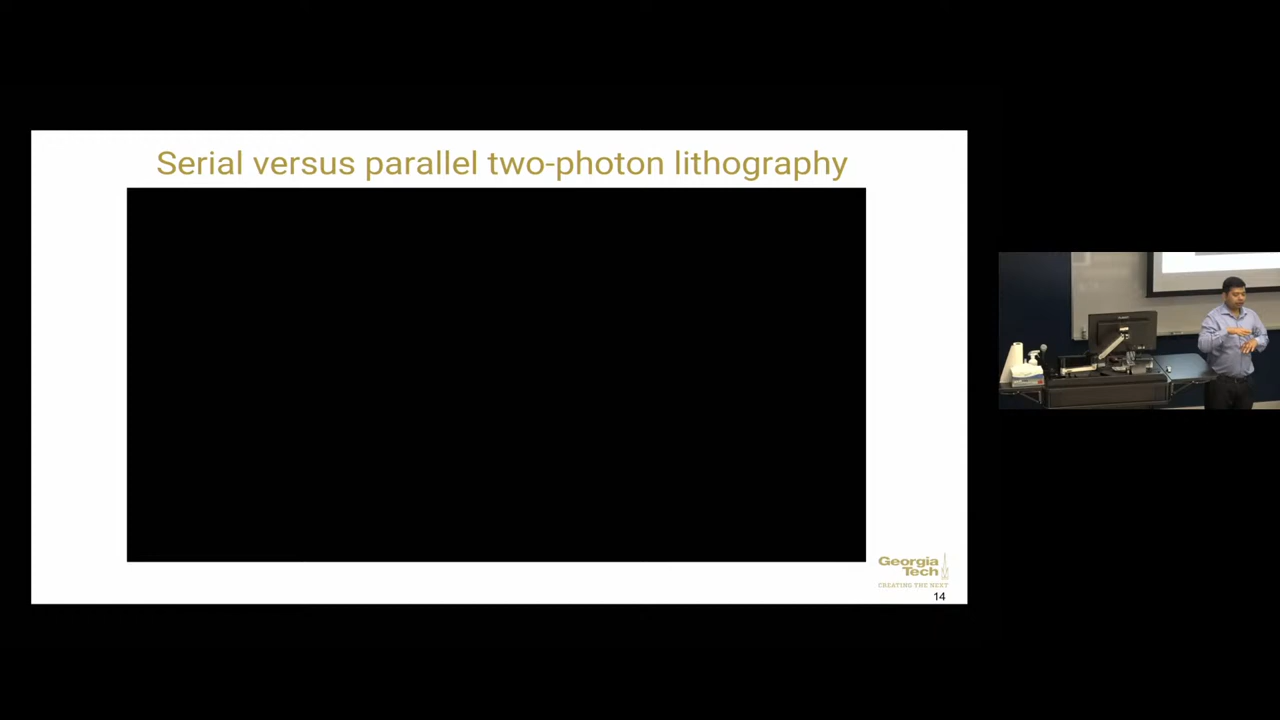 Serial versus parallel two-photon lithography
Georgia
Tech
CREATING THE NEXT
14